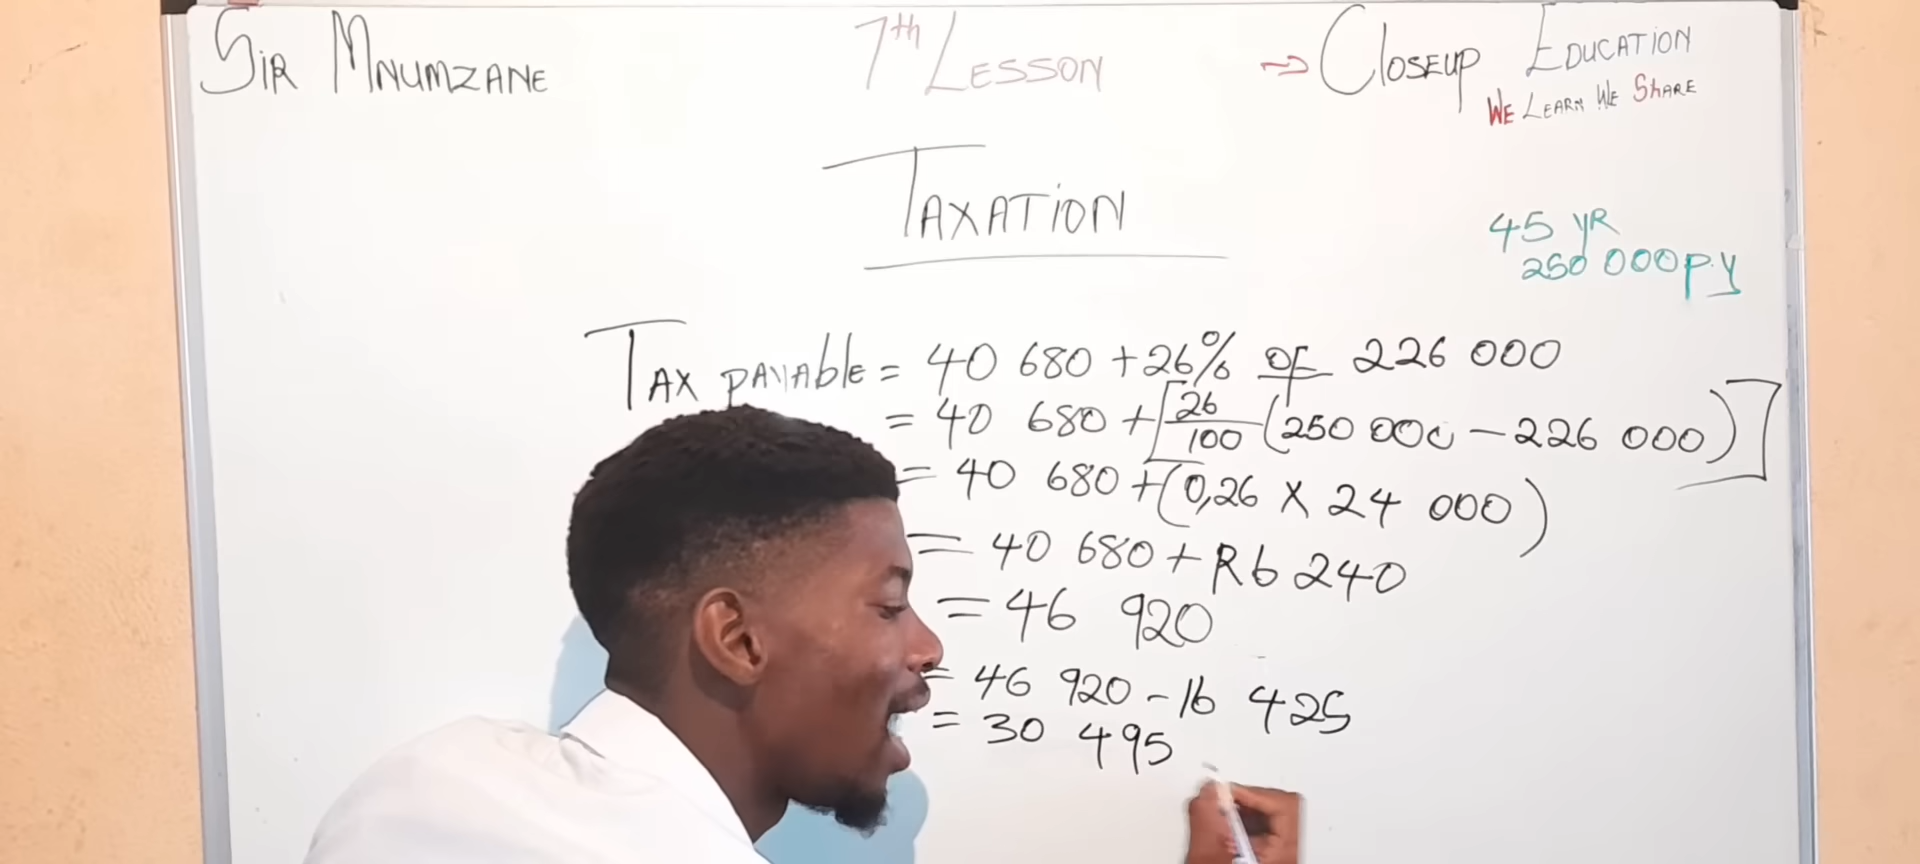 SIR MNUMZANE
7th LESSON
→ CLOSEUP EDUCATION
WE LEARN WE SHARE
TAXATION
45 YR
250 000 p.y
TAX PAYABLE = 40 680 + 26% OF 226 000
= 40 680 + [26/100 (250 000 - 226 000)]
= 40 680 + (0,26 x 24 000)
= 40 680 + R6 240
= 46 920
= 46 920 - 16 425
= 30 495